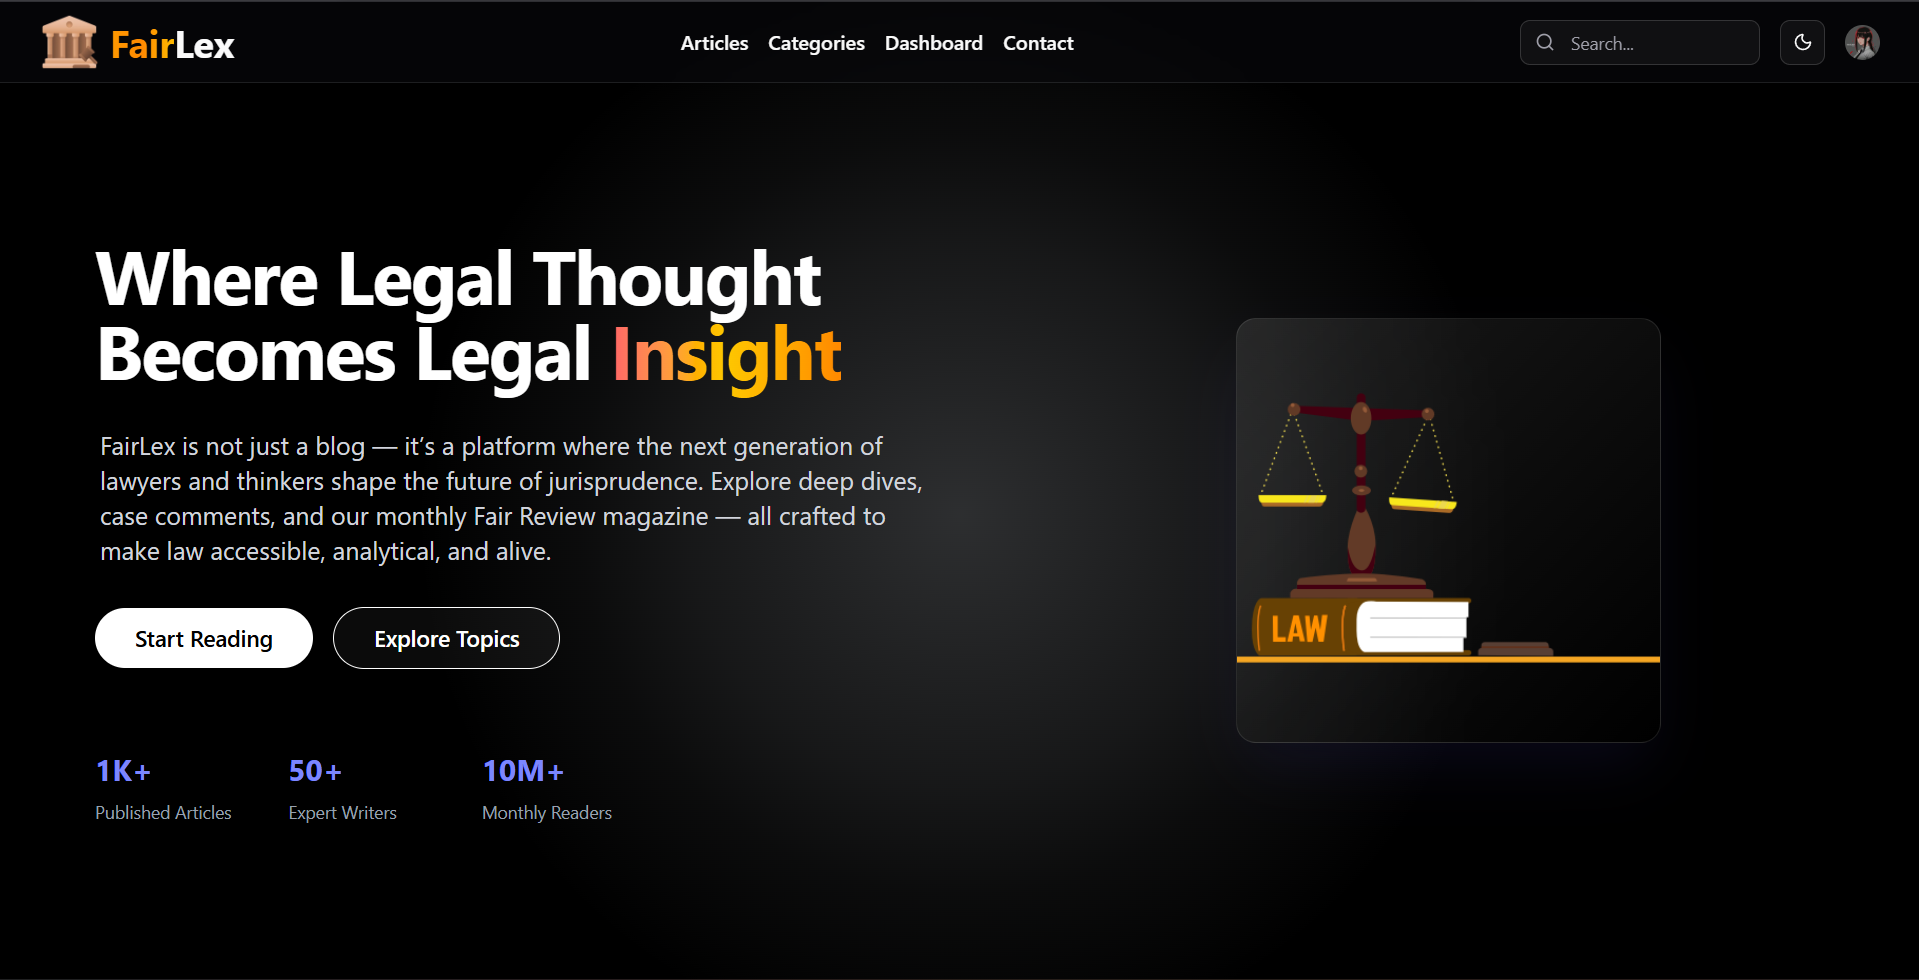 FairLex
Articles Categories Dashboard Contact
Search...
Where Legal Thought
Becomes Legal Insight
FairLex is not just a blog — it’s a platform where the next generation of
lawyers and thinkers shape the future of jurisprudence. Explore deep dives,
case comments, and our monthly Fair Review magazine — all crafted to
make law accessible, analytical, and alive.
Start Reading
Explore Topics
LAW
1K+
Published Articles
50+
Expert Writers
10M+
Monthly Readers